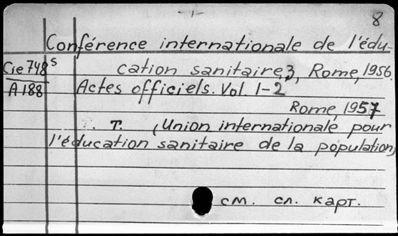 8
Conférence internationale de l'édu-
Cie 748 s
cation sanitaire, 3, Rome, 1956.
A 188
Actes officiels. Vol. 1-2
Rome, 1957
T. (Union internationale pour
l'éducation sanitaire de la population)
см. сл. карт.